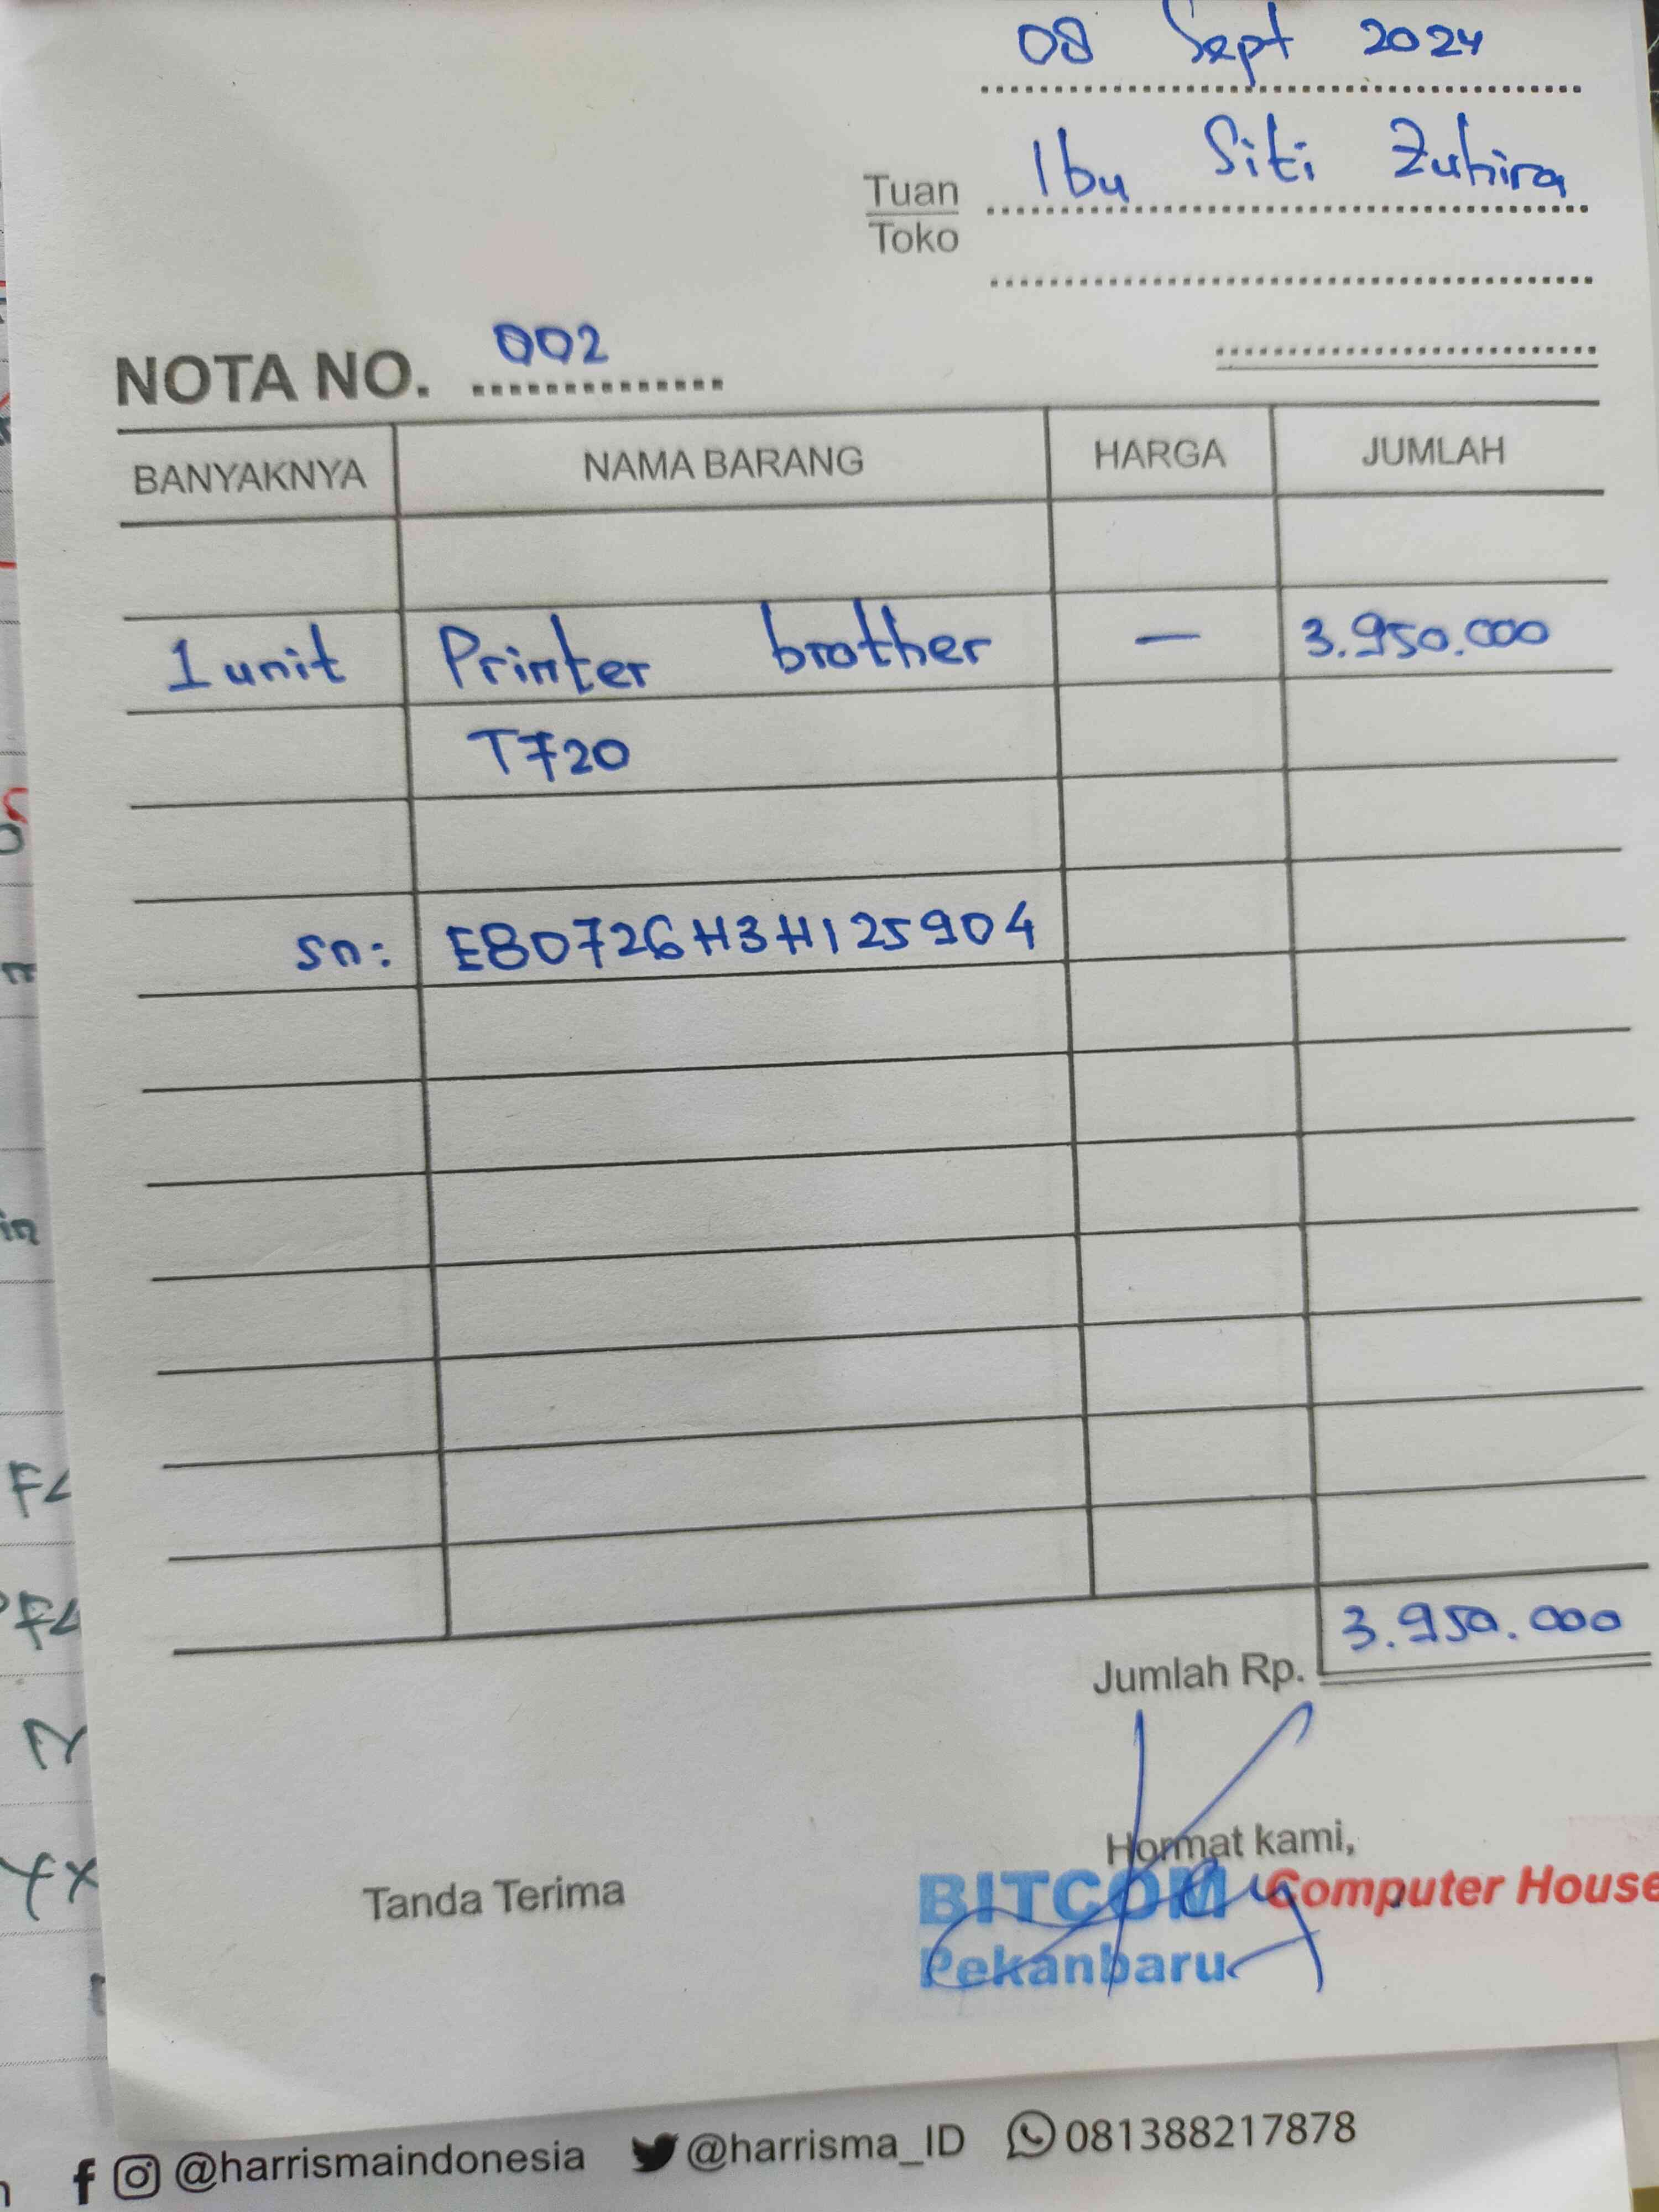 08 Sept 2024
Tuan Ibu Siti Zuhira
Toko
NOTA NO. 002
BANYAKNYA NAMA BARANG HARGA JUMLAH
1 unit Printer brother — 3.950.000
T720
sn: E80726H3H125904
Jumlah Rp. 3.950.000
Tanda Terima Hormat kami,
BITCOM Computer House
Pekanbaru
@harrismaindonesia @harrisma_ID 081388217878